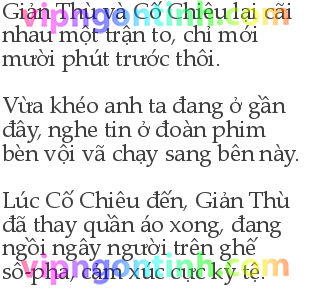 Giản Thù và Cố Chiêu lại cãi
nhau một trận to, chỉ mới
mười phút trước thôi.
Vừa khéo anh ta đang ở gần
đây, nghe tin ở đoàn phim
bèn vội vã chạy sang bên này.
Lúc Cố Chiêu đến, Giản Thù
đã thay quần áo xong, đang
ngồi ngây người trên ghế
sô-pha, cảm xúc cực kỳ tệ.
vipngontinh.com
vipngontinh.com